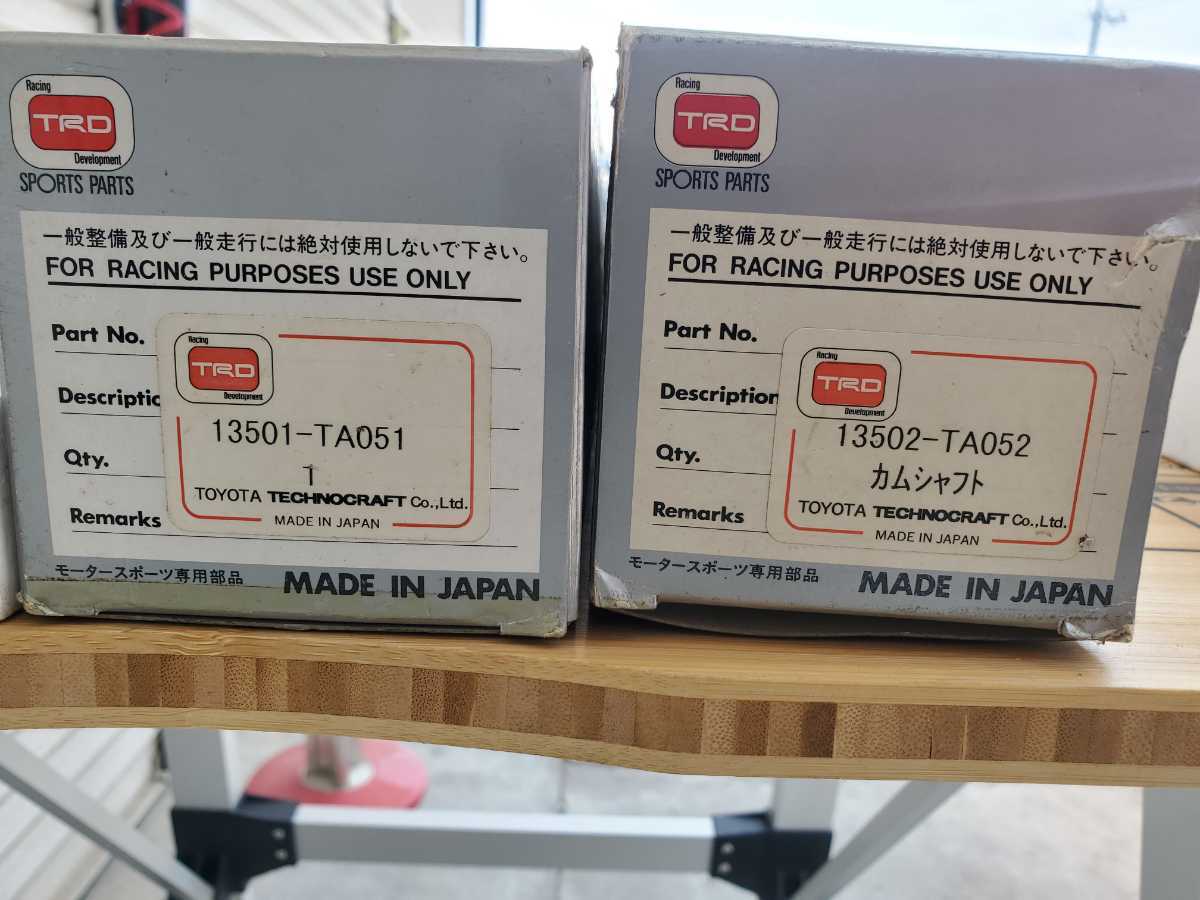 Racing
TRD
Development
SPORTS PARTS
一般整備及び一般走行には絶対使用しないで下さい。
FOR RACING PURPOSES USE ONLY
Part No.
Descriptio
Qty.
Remarks
Racing
TRD
Development
13501-TA051
1
TOYOTA TECHNOCRAFT Co.,Ltd.
MADE IN JAPAN
モータースポーツ専用部品
MADE IN JAPAN
Racing
TRD
Development
SPORTS PARTS
一般整備及び一般走行には絶対使用しないで下さい。
FOR RACING PURPOSES USE ONLY
Part No.
Description
Qty.
Remarks
Racing
TRD
Development
13502-TA052
カムシャフト
TOYOTA TECHNOCRAFT Co.,Ltd.
MADE IN JAPAN
モータースポーツ専用部品
MADE IN JAPAN